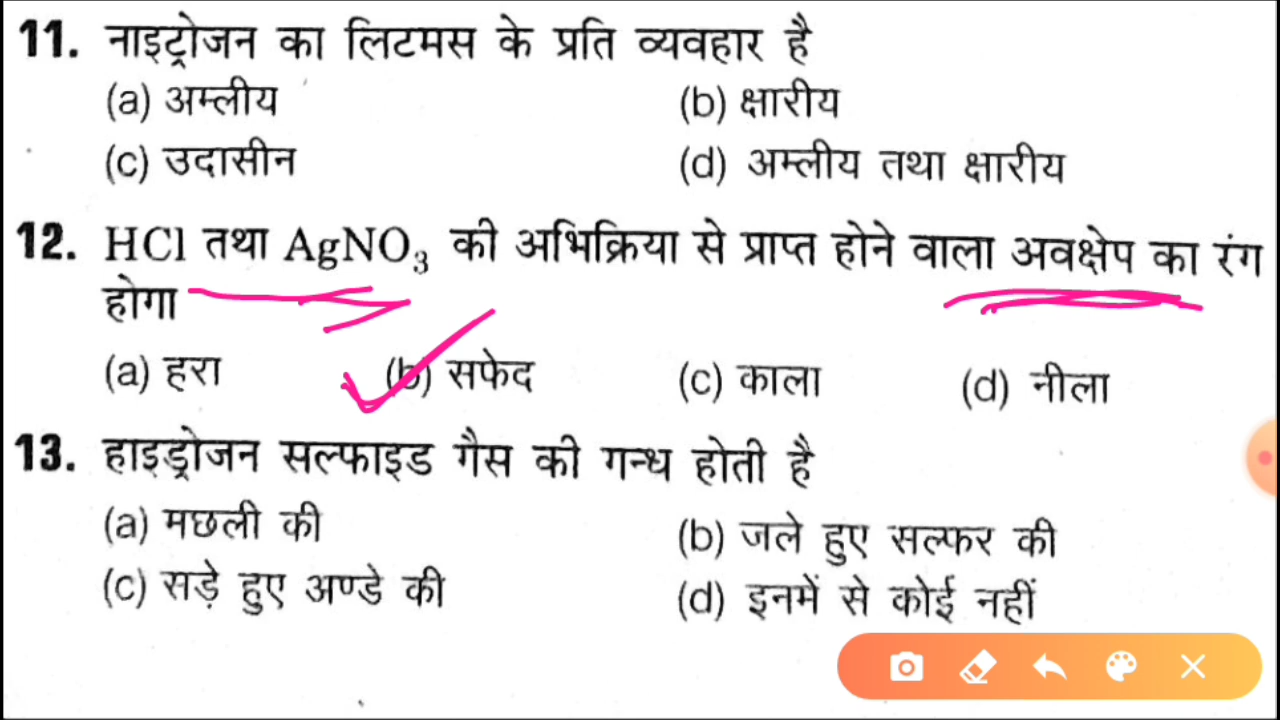 11. नाइट्रोजन का लिटमस के प्रति व्यवहार है
(a) अम्लीय (b) क्षारीय
(c) उदासीन (d) अम्लीय तथा क्षारीय
12. HCl तथा AgNO₃ की अभिक्रिया से प्राप्त होने वाला अवक्षेप का रंग
होगा
(a) हरा (b) सफेद (c) काला (d) नीला
13. हाइड्रोजन सल्फाइड गैस की गन्ध होती है
(a) मछली की (b) जले हुए सल्फर की
(c) सड़े हुए अण्डे की (d) इनमें से कोई नहीं